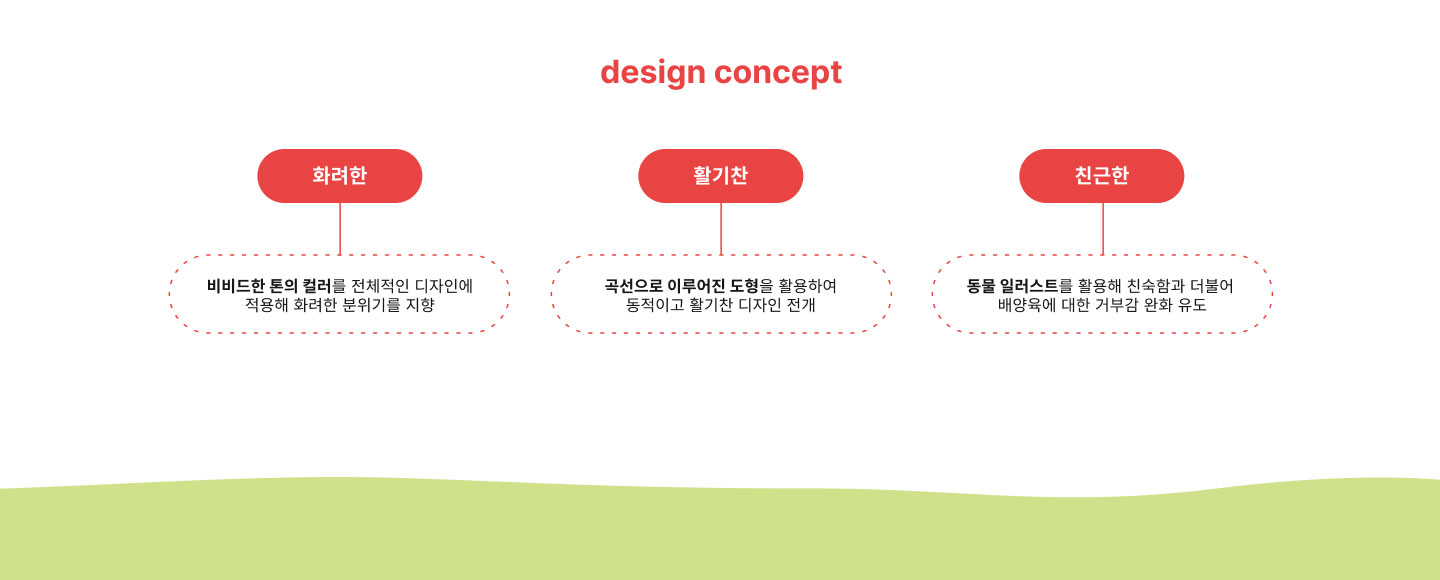 design concept
화려한
비비드한 톤의 컬러를 전체적인 디자인에
적용해 화려한 분위기를 지향
활기찬
곡선으로 이루어진 도형을 활용하여
동적이고 활기찬 디자인 전개
친근한
동물 일러스트를 활용해 친숙함과 더불어
배양육에 대한 거부감 완화 유도